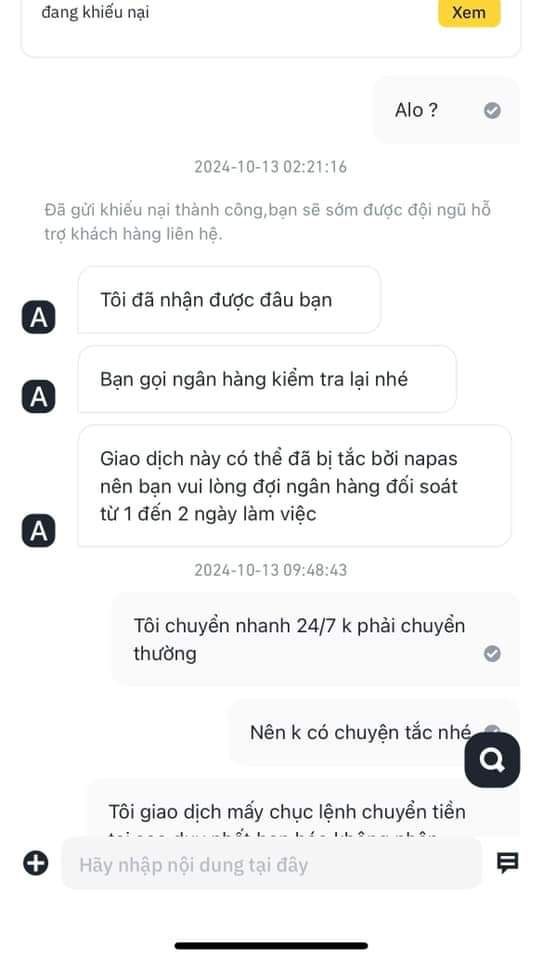 đang khiếu nại
Xem
Alo ?
2024-10-13 02:21:16
Đã gửi khiếu nại thành công,bạn sẽ sớm được đội ngũ hỗ
trợ khách hàng liên hệ.
Tôi đã nhận được đâu bạn
A
Bạn gọi ngân hàng kiểm tra lại nhé
A
Giao dịch này có thể đã bị tắc bởi napas
nên bạn vui lòng đợi ngân hàng đối soát
từ 1 đến 2 ngày làm việc
A
2024-10-13 09:48:43
Tôi chuyển nhanh 24/7 k phải chuyển
thường
Nên k có chuyện tắc nhé
Tôi giao dịch mấy chục lệnh chuyển tiền
Hãy nhập nội dung tại đây